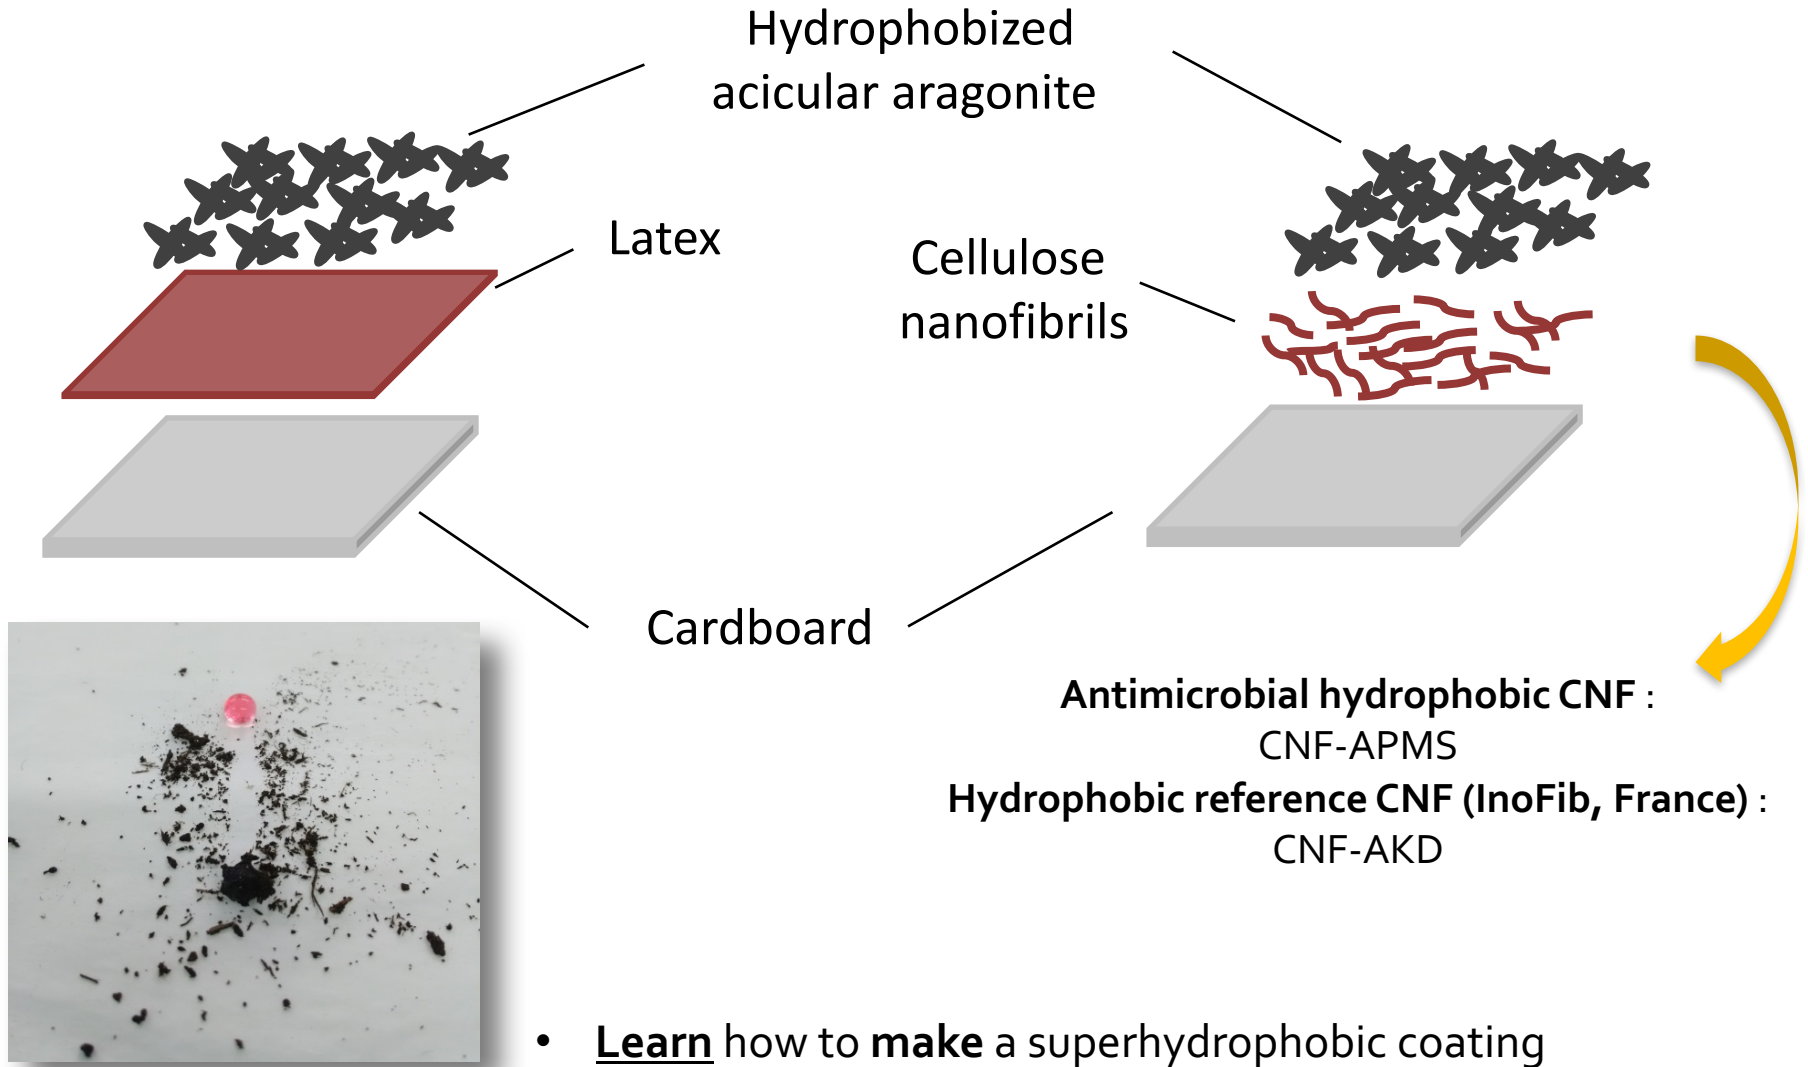 Hydrophobized
acicular aragonite
Latex
Cellulose
nanofibrils
Cardboard
Antimicrobial hydrophobic CNF :
CNF-APMS
Hydrophobic reference CNF (InoFib, France) :
CNF-AKD
• Learn how to make a superhydrophobic coating